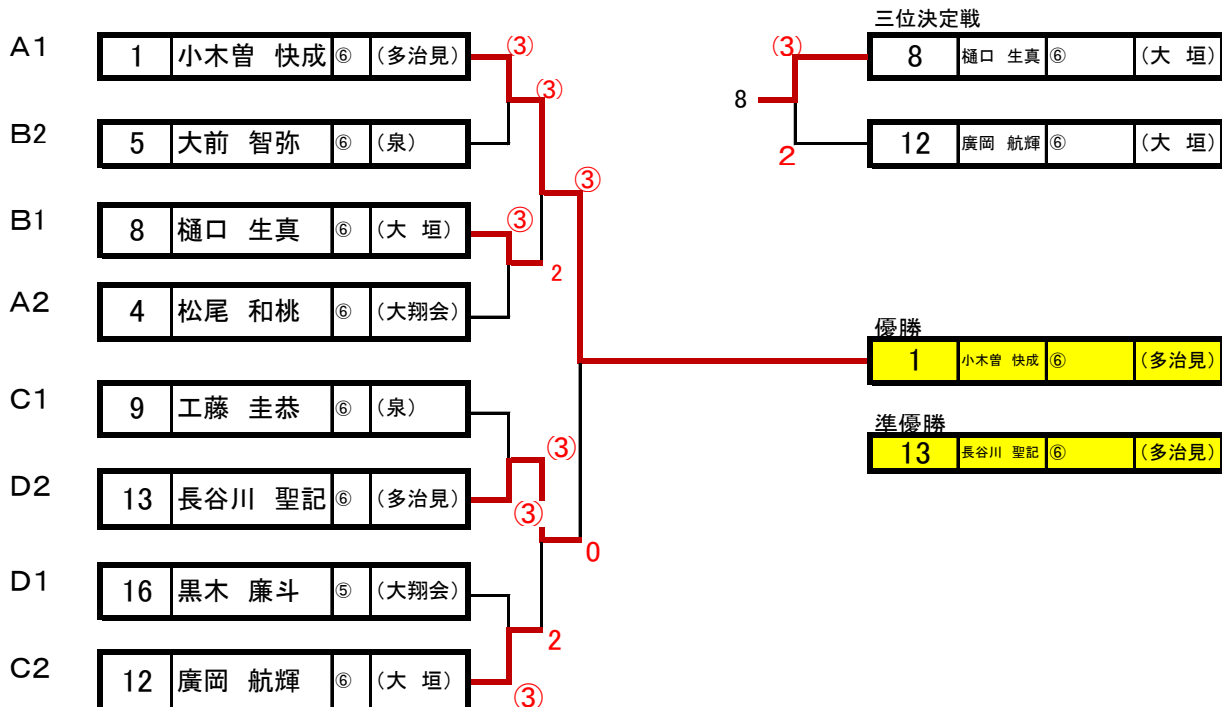 三位決定戦
A1 1 小木曽 快成 ⑥ (多治見) ③
③ 8 樋口 生真 ⑥ (大 垣)
③
8
B2 5 大前 智弥 ⑥ (泉)
2 12 廣岡 航輝 ⑥ (大 垣)
③
B1 8 樋口 生真 ⑥ (大 垣) ③
2
A2 4 松尾 和桃 ⑥ (大翔会)
優勝
1 小木曽 快成 ⑥ (多治見)
C1 9 工藤 圭恭 ⑥ (泉)
準優勝
③
13 長谷川 聖記 ⑥ (多治見)
D2 13 長谷川 聖記 ⑥ (多治見)
③
0
D1 16 黒木 廉斗 ⑤ (大翔会)
2
C2 12 廣岡 航輝 ⑥ (大 垣)
③